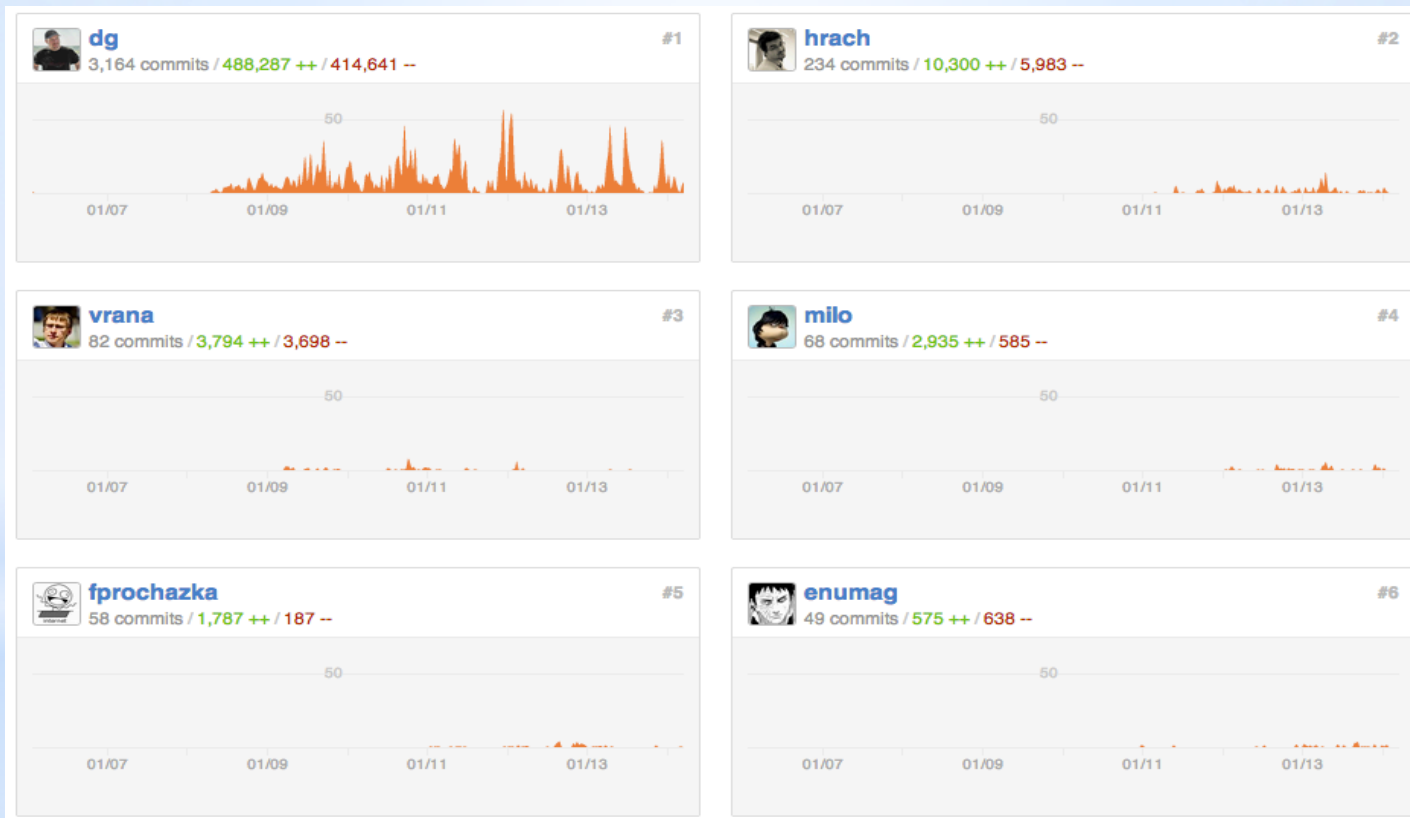 dg #1
3,164 commits / 488,287 ++ / 414,641 --
50
01/07 01/09 01/11 01/13
hrach #2
234 commits / 10,300 ++ / 5,983 --
50
01/07 01/09 01/11 01/13
vrana #3
82 commits / 3,794 ++ / 3,698 --
50
01/07 01/09 01/11 01/13
milo #4
68 commits / 2,935 ++ / 585 --
50
01/07 01/09 01/11 01/13
fprochazka #5
58 commits / 1,787 ++ / 187 --
internet
50
01/07 01/09 01/11 01/13
enumag #6
49 commits / 575 ++ / 638 --
50
01/07 01/09 01/11 01/13